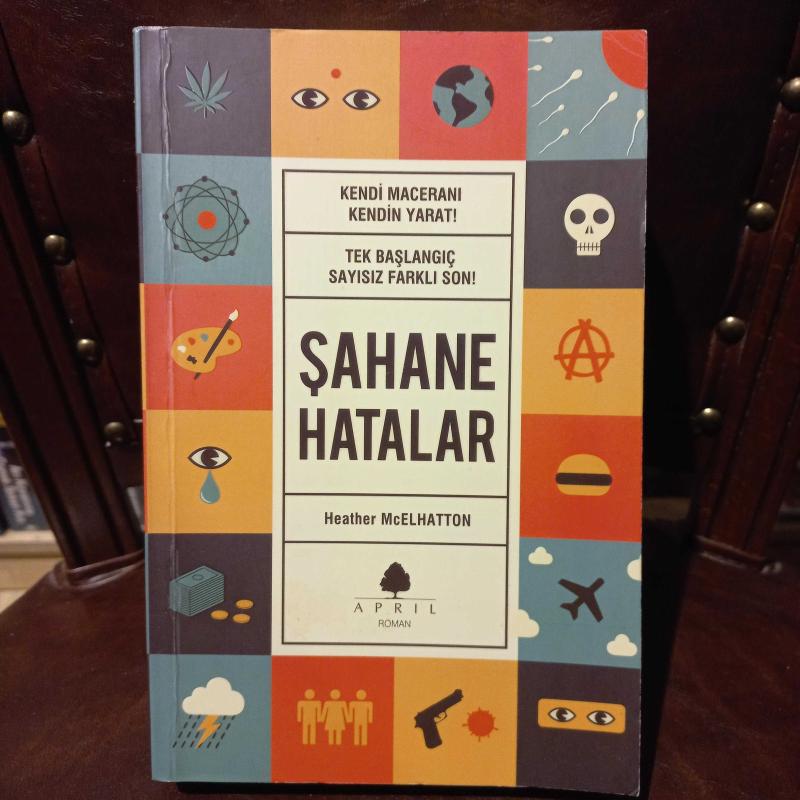 KENDİ MACERANI
KENDİN YARAT!
TEK BAŞLANGIÇ
SAYISIZ FARKLI SON!
ŞAHANE
HATALAR
Heather McELHATTON
APRIL
ROMAN